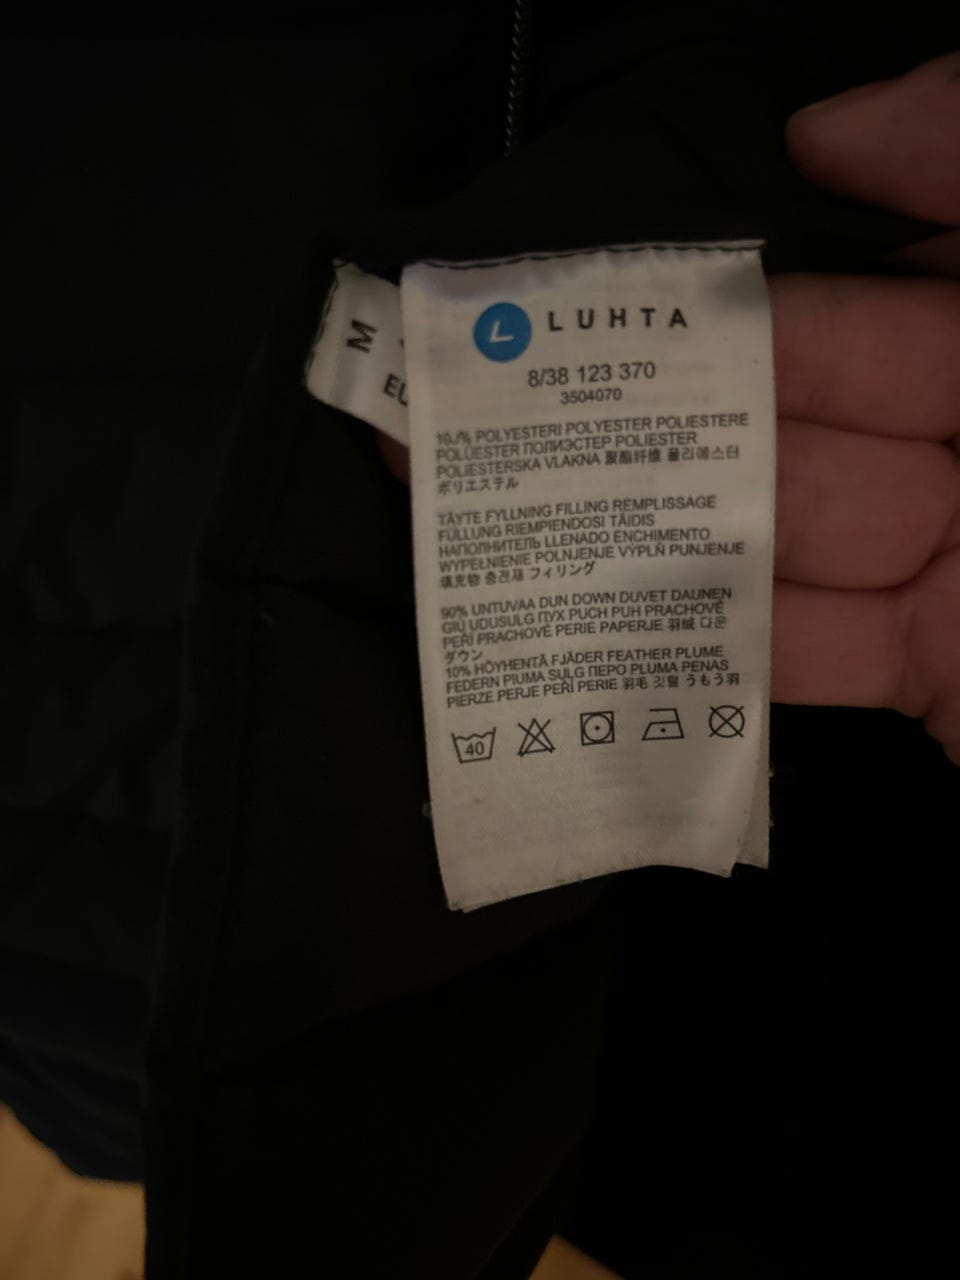 M
EU
L LUHTA
8/38 123 370
3504070
POLYESTERI POLYESTER POLIESTERE
POLÜESTER ПОЛИЭСТЕР POLIESTER
POLIESTERSKA VLAKNA 聚酯纤维 폴리에스터
ポリエステル
TÄYTE FYLLNING FILLING REMPLISSAGE
FÜLLUNG RIEMPIENDOSI TÄIDIS
НАПОЛНИТЕЛЬ LLENADO ENCHIMENTO
WYPEŁNIENIE POLNJENJE VÝPLŇ PUNJENJE
填充物 충전재 フィリング
90% UNTUVAA DUN DOWN DUVET DAUNEN
GIÙ UDUSULG ПУХ PUCH PUH PRACHOVÉ
PEŘÍ PRACHOVÉ PERIE PAPERJE 羽绒 다운
ダウン
10% HÖYHENTÄ FJÄDER FEATHER PLUME
FEDERN PIUMA SULG ПЕРО PLUMA PENAS
PIERZE PERJE PEŘÍ PERIE 羽毛 깃털 うもう羽
40